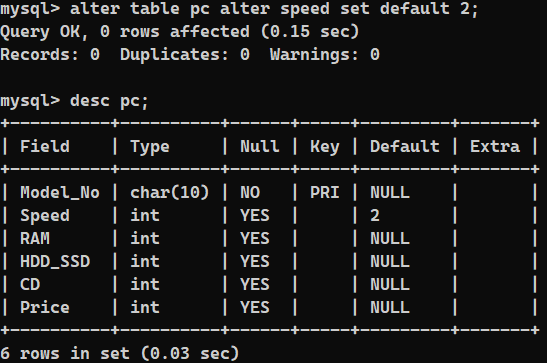 mysql> alter table pc alter speed set default 2;
Query OK, 0 rows affected (0.15 sec)
Records: 0  Duplicates: 0  Warnings: 0

mysql> desc pc;
+----------+----------+------+-----+---------+-------+
| Field    | Type     | Null | Key | Default | Extra |
+----------+----------+------+-----+---------+-------+
| Model_No | char(10) | NO   | PRI | NULL    |       |
| Speed    | int      | YES  |     | 2       |       |
| RAM      | int      | YES  |     | NULL    |       |
| HDD_SSD  | int      | YES  |     | NULL    |       |
| CD       | int      | YES  |     | NULL    |       |
| Price    | int      | YES  |     | NULL    |       |
+----------+----------+------+-----+---------+-------+
6 rows in set (0.03 sec)